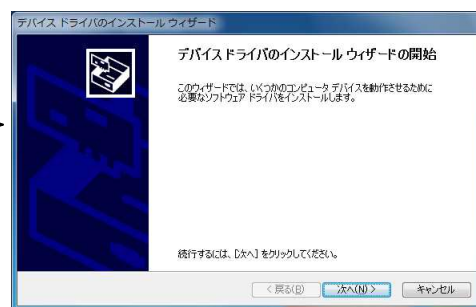 デバイス ドライバのインストール ウィザード
デバイス ドライバのインストール ウィザードの開始
このウィザードでは、いくつかのコンピュータ デバイスを動作させるために
必要なソフトウェア ドライバをインストールします。
続行するには、[次へ] をクリックしてください。
< 戻る(B)
次へ(N) >
キャンセル